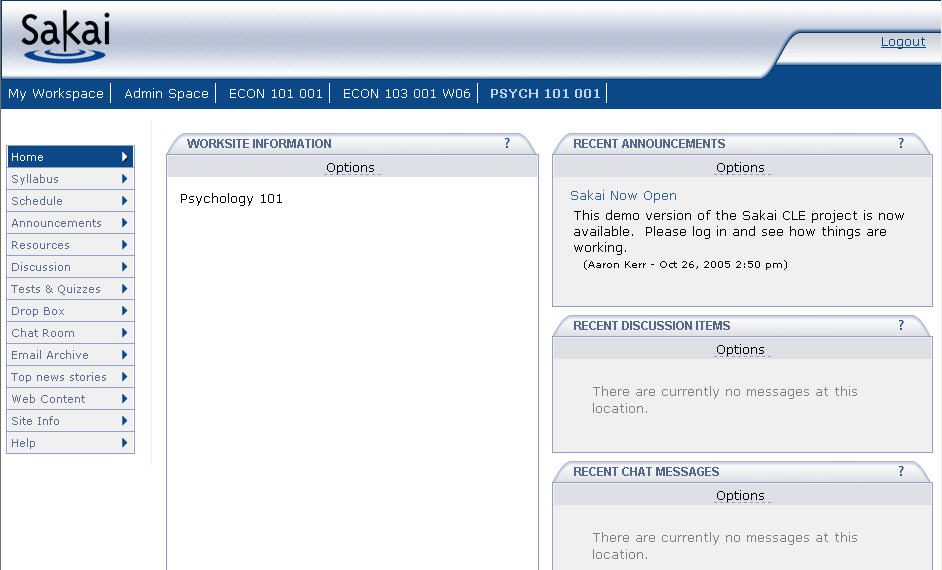 Sakai
Logout
My Workspace Admin Space ECON 101 001 ECON 103 001 W06 PSYCH 101 001
Home
Syllabus
Schedule
Announcements
Resources
Discussion
Tests & Quizzes
Drop Box
Chat Room
Email Archive
Top news stories
Web Content
Site Info
Help
WORKSITE INFORMATION ?
Options
Psychology 101
RECENT ANNOUNCEMENTS ?
Options
Sakai Now Open
This demo version of the Sakai CLE project is now
available. Please log in and see how things are
working.
(Aaron Kerr - Oct 26, 2005 2:50 pm)
RECENT DISCUSSION ITEMS ?
Options
There are currently no messages at this
location.
RECENT CHAT MESSAGES ?
Options
There are currently no messages at this
location.